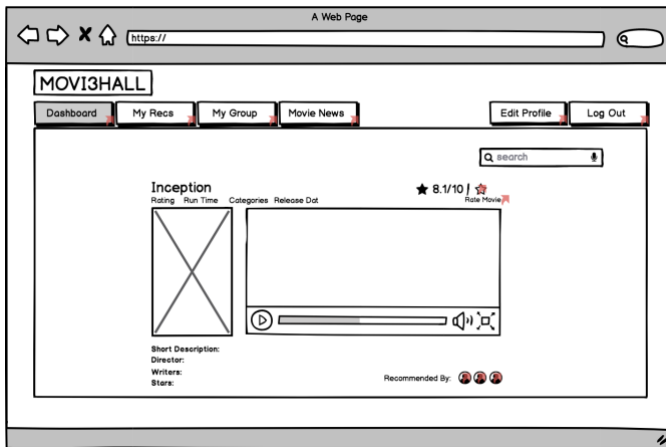 A Web Page
https://
MOVI3HALL
Dashboard My Recs My Group Movie News Edit Profile Log Out
search
Inception 8.1/10 |
Rating Run Time Categories Release Dat Rate Movie
Short Description:
Director:
Writers:
Stars:
Recommended By: